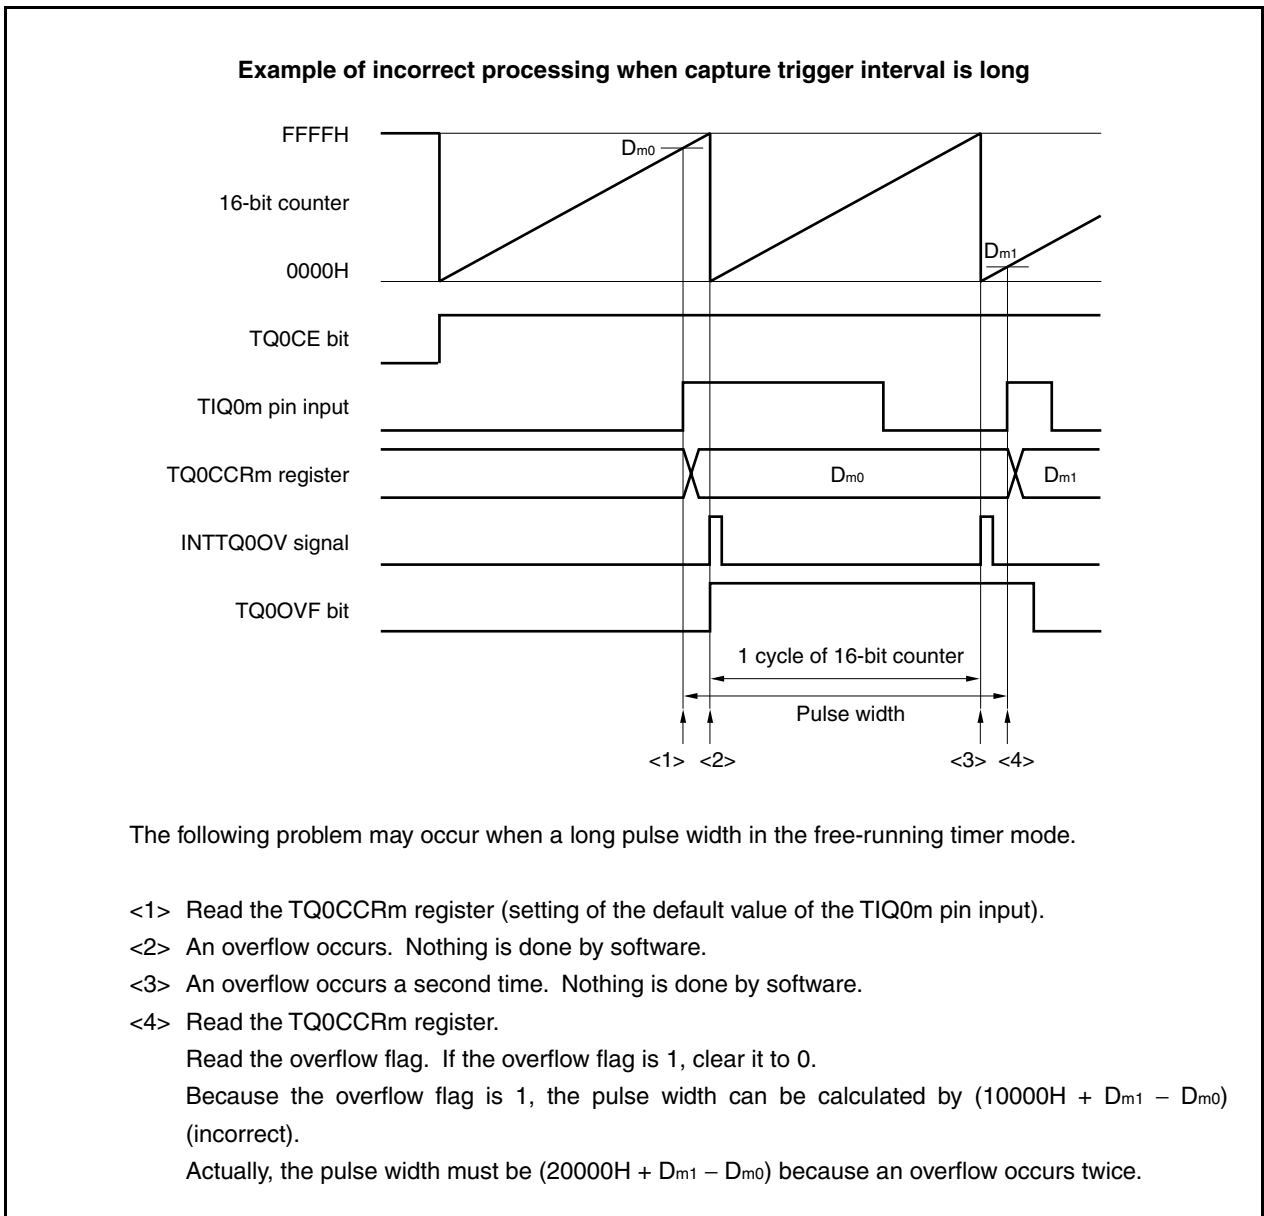 Example of incorrect processing when capture trigger interval is long
FFFFH
Dm0
16-bit counter
Dm1
0000H
TQ0CE bit
TIQ0m pin input
TQ0CCRm register
Dm0
Dm1
INTTQ0OV signal
TQ0OVF bit
1 cycle of 16-bit counter
Pulse width
<1> <2> <3> <4>
The following problem may occur when a long pulse width in the free-running timer mode.
<1> Read the TQ0CCRm register (setting of the default value of the TIQ0m pin input).
<2> An overflow occurs. Nothing is done by software.
<3> An overflow occurs a second time. Nothing is done by software.
<4> Read the TQ0CCRm register.
Read the overflow flag. If the overflow flag is 1, clear it to 0.
Because the overflow flag is 1, the pulse width can be calculated by (10000H + Dm1 − Dm0)
(incorrect).
Actually, the pulse width must be (20000H + Dm1 − Dm0) because an overflow occurs twice.